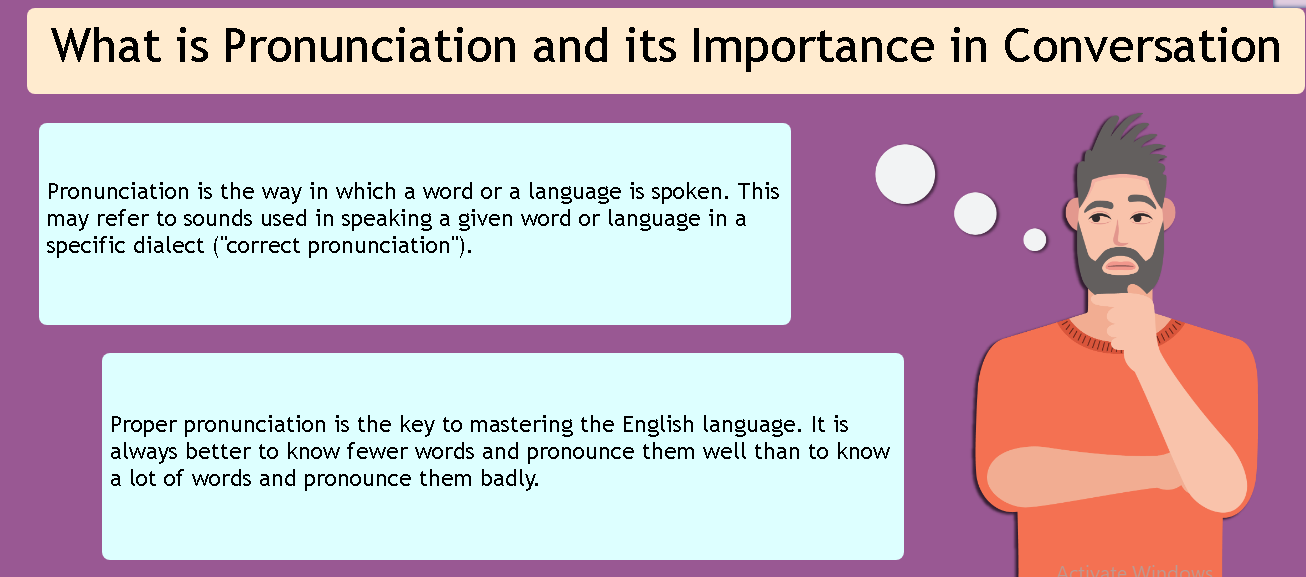 What is Pronunciation and its Importance in Conversation
Pronunciation is the way in which a word or a language is spoken. This
may refer to sounds used in speaking a given word or language in a
specific dialect ("correct pronunciation").
Proper pronunciation is the key to mastering the English language. It is
always better to know fewer words and pronounce them well than to know
a lot of words and pronounce them badly.
Activate Windows